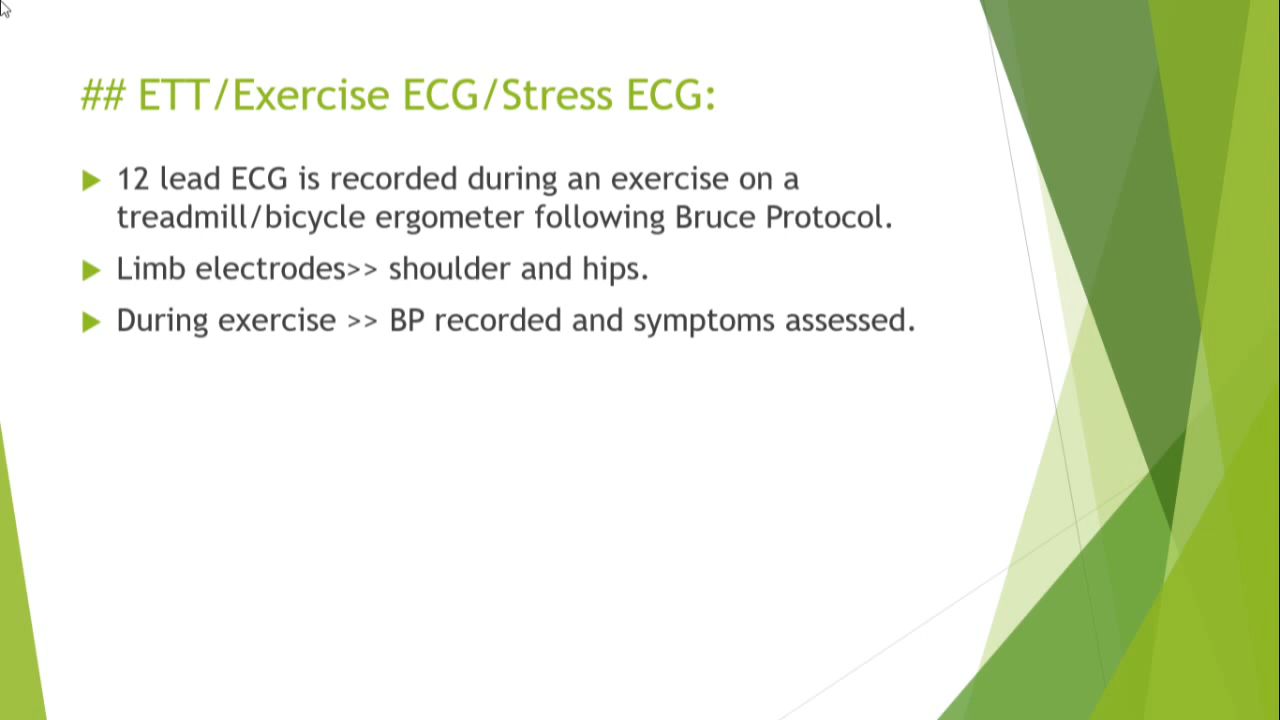 ## ETT/Exercise ECG/Stress ECG:
12 lead ECG is recorded during an exercise on a
treadmill/bicycle ergometer following Bruce Protocol.
Limb electrodes>> shoulder and hips.
During exercise >> BP recorded and symptoms assessed.